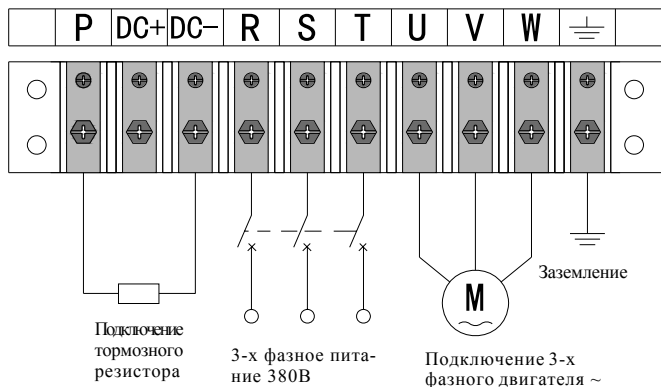 P DC+ DC- R S T U V W
M
Заземление
Подключение
тормозного
резистора
3-х фазное пита-
ние 380В
Подключение 3-х
фазного двигателя ~